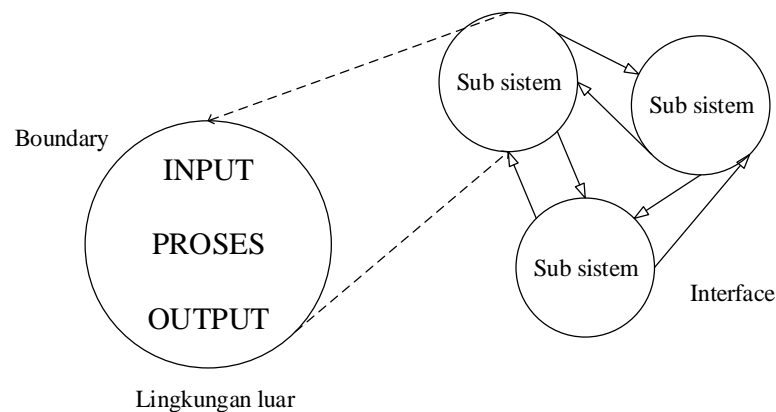 Sub sistem
Sub sistem
Boundary
INPUT
PROSES
OUTPUT
Sub sistem
Interface
Lingkungan luar